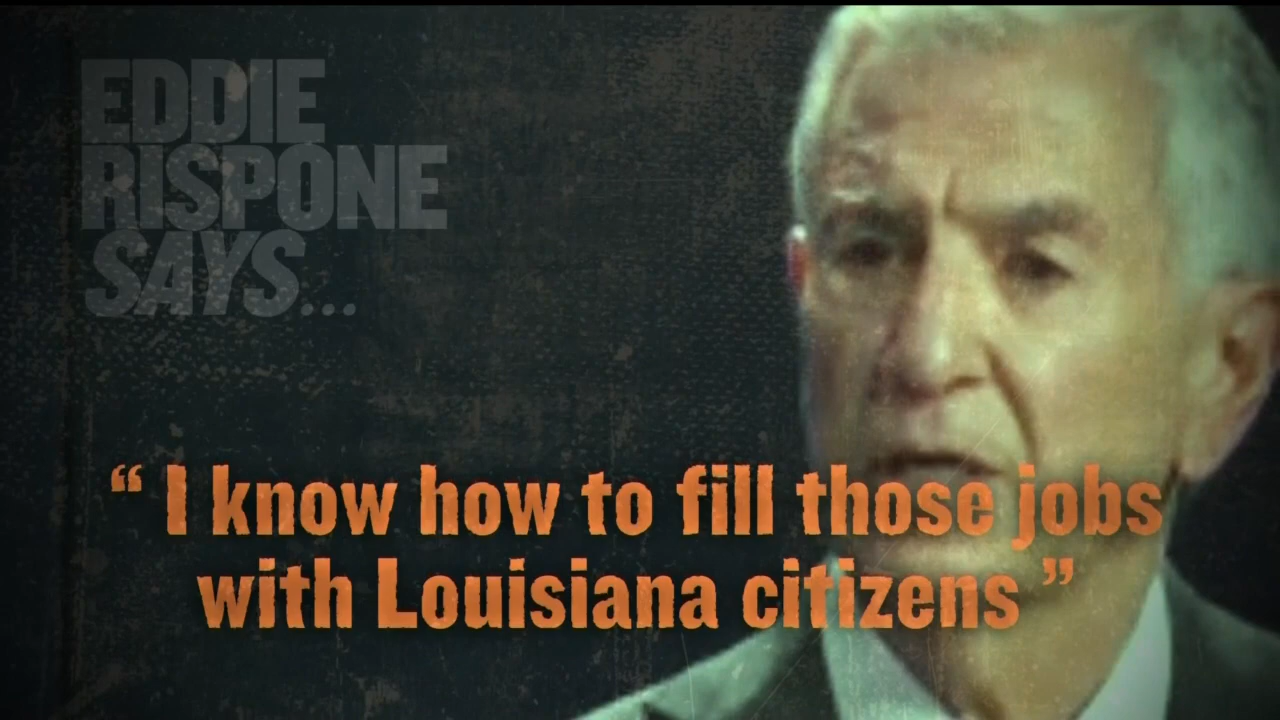 EDDIE
RISPONE
SAYS...
“ I know how to fill those jobs
with Louisiana citizens ”